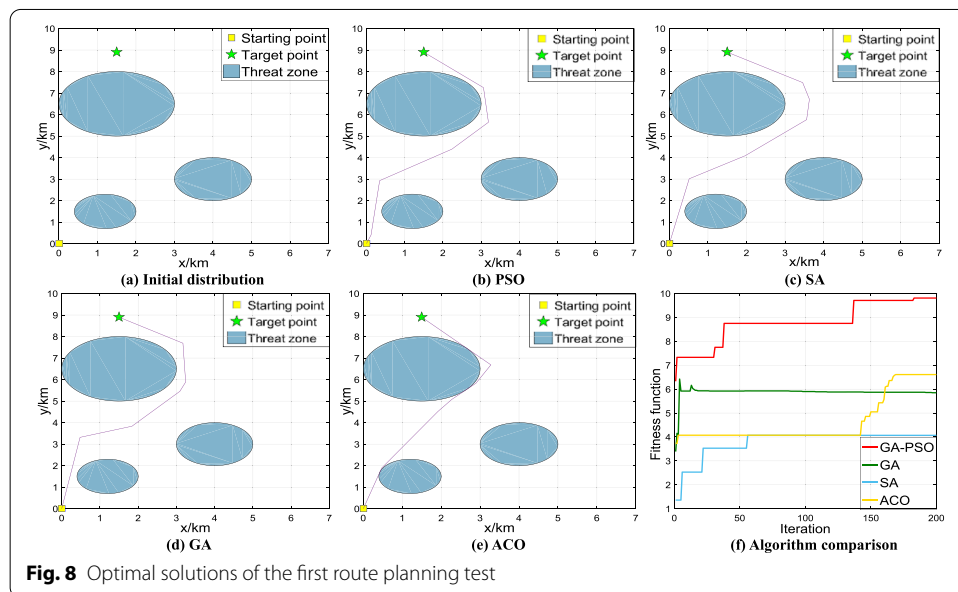 10
9
8
7
6
5
4
3
2
1
0
y/km
Starting point
Target point
Threat zone
0 1 2 3 4 5 6 7
x/km
(a) Initial distribution
10
9
8
7
6
5
4
3
2
1
0
y/km
Starting point
Target point
Threat zone
0 1 2 3 4 5 6 7
x/km
(b) PSO
10
9
8
7
6
5
4
3
2
1
0
y/km
Starting point
Target point
Threat zone
0 1 2 3 4 5 6 7
x/km
(c) SA
10
9
8
7
6
5
4
3
2
1
0
y/km
Starting point
Target point
Threat zone
0 1 2 3 4 5 6 7
x/km
(d) GA
10
9
8
7
6
5
4
3
2
1
0
y/km
Starting point
Target point
Threat zone
0 1 2 3 4 5 6 7
x/km
(e) ACO
10
9
8
7
6
5
4
3
2
1
Fitness function
GA-PSO
GA
SA
ACO
0 50 100 150 200
Iteration
(f) Algorithm comparison
Fig. 8 Optimal solutions of the first route planning test